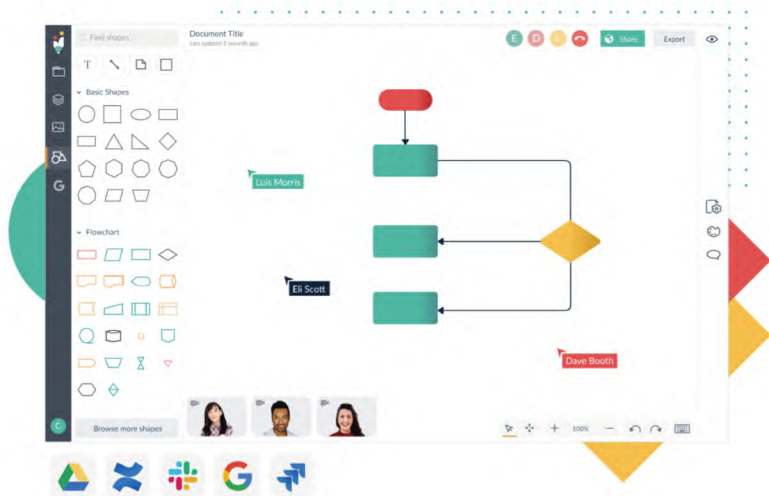 Find shapes
Document Title
Last updated 2 seconds ago
E
D
Share
Export
T
Basic Shapes
Luis Morris
G
Flowchart
Eli Scott
Dave Booth
C
Browse more shapes
100%